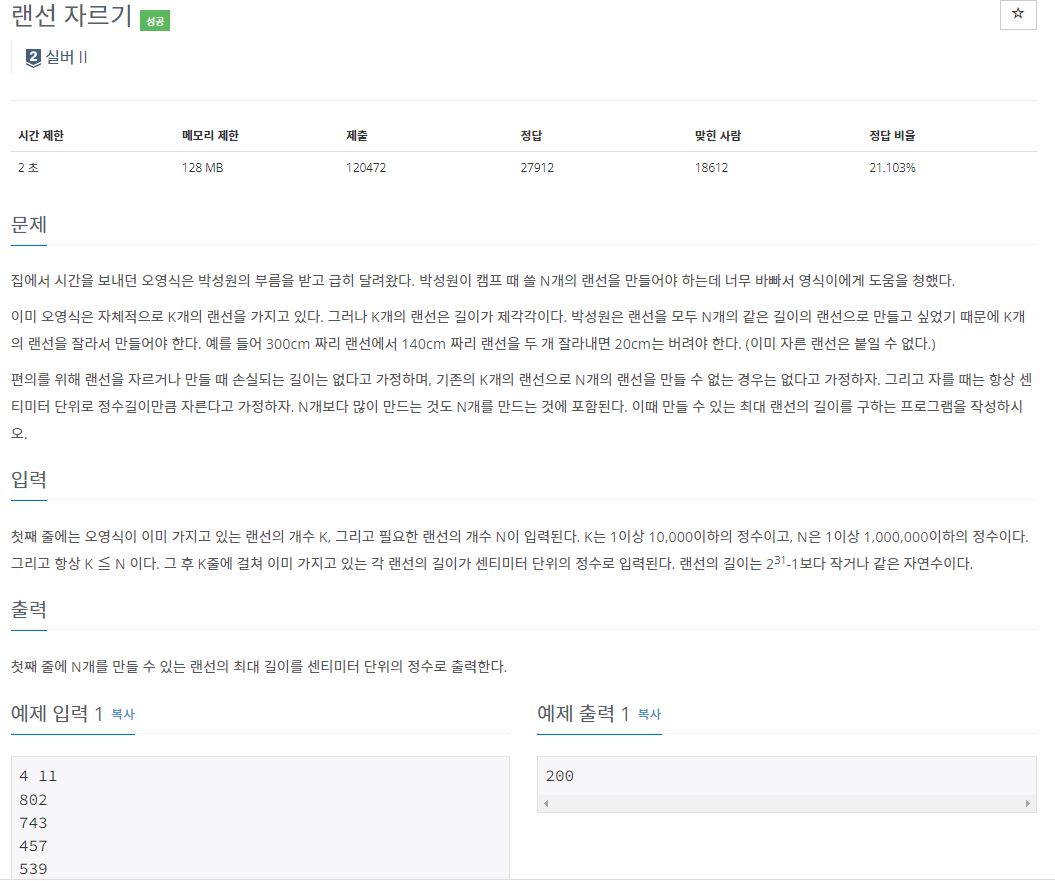 랜선 자르기 성공
☆
2 실버 II
시간 제한 메모리 제한 제출 정답 맞힌 사람 정답 비율
2 초 128 MB 120472 27912 18612 21.103%
문제
집에서 시간을 보내던 오영식은 박성원의 부름을 받고 급히 달려왔다. 박성원이 캠프 때 쓸 N개의 랜선을 만들어야 하는데 너무 바빠서 영식이에게 도움을 청했다.
이미 오영식은 자체적으로 K개의 랜선을 가지고 있다. 그러나 K개의 랜선은 길이가 제각각이다. 박성원은 랜선을 모두 N개의 같은 길이의 랜선으로 만들고 싶었기 때문에 K개
의 랜선을 잘라서 만들어야 한다. 예를 들어 300cm 짜리 랜선에서 140cm 짜리 랜선을 두 개 잘라내면 20cm는 버려야 한다. (이미 자른 랜선은 붙일 수 없다.)
편의를 위해 랜선을 자르거나 만들 때 손실되는 길이는 없다고 가정하며, 기존의 K개의 랜선으로 N개의 랜선을 만들 수 없는 경우는 없다고 가정하자. 그리고 자를 때는 항상 센
티미터 단위로 정수길이만큼 자른다고 가정하자. N개보다 많이 만드는 것도 N개를 만드는 것에 포함된다. 이때 만들 수 있는 최대 랜선의 길이를 구하는 프로그램을 작성하시
오.
입력
첫째 줄에는 오영식이 이미 가지고 있는 랜선의 개수 K, 그리고 필요한 랜선의 개수 N이 입력된다. K는 1이상 10,000이하의 정수이고, N은 1이상 1,000,000이하의 정수이다.
그리고 항상 K ≦ N 이다. 그 후 K줄에 걸쳐 이미 가지고 있는 각 랜선의 길이가 센티미터 단위의 정수로 입력된다. 랜선의 길이는 2³¹-1보다 작거나 같은 자연수이다.
출력
첫째 줄에 N개를 만들 수 있는 랜선의 최대 길이를 센티미터 단위의 정수로 출력한다.
예제 입력 1 복사
4 11
802
743
457
539
예제 출력 1 복사
200